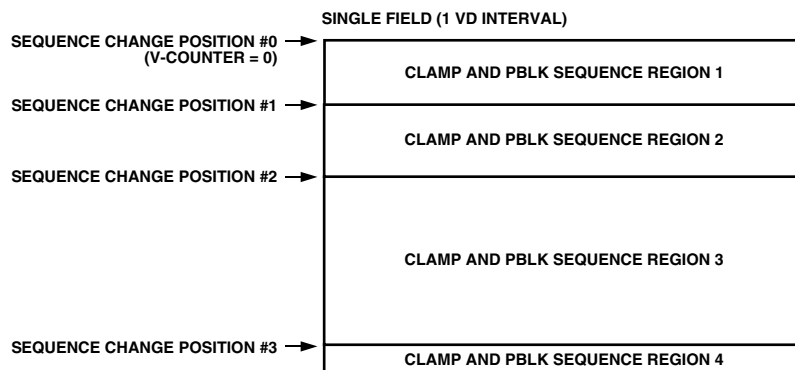 SINGLE FIELD (1 VD INTERVAL)
SEQUENCE CHANGE POSITION #0
(V-COUNTER = 0)
CLAMP AND PBLK SEQUENCE REGION 1
SEQUENCE CHANGE POSITION #1
CLAMP AND PBLK SEQUENCE REGION 2
SEQUENCE CHANGE POSITION #2
CLAMP AND PBLK SEQUENCE REGION 3
SEQUENCE CHANGE POSITION #3
CLAMP AND PBLK SEQUENCE REGION 4